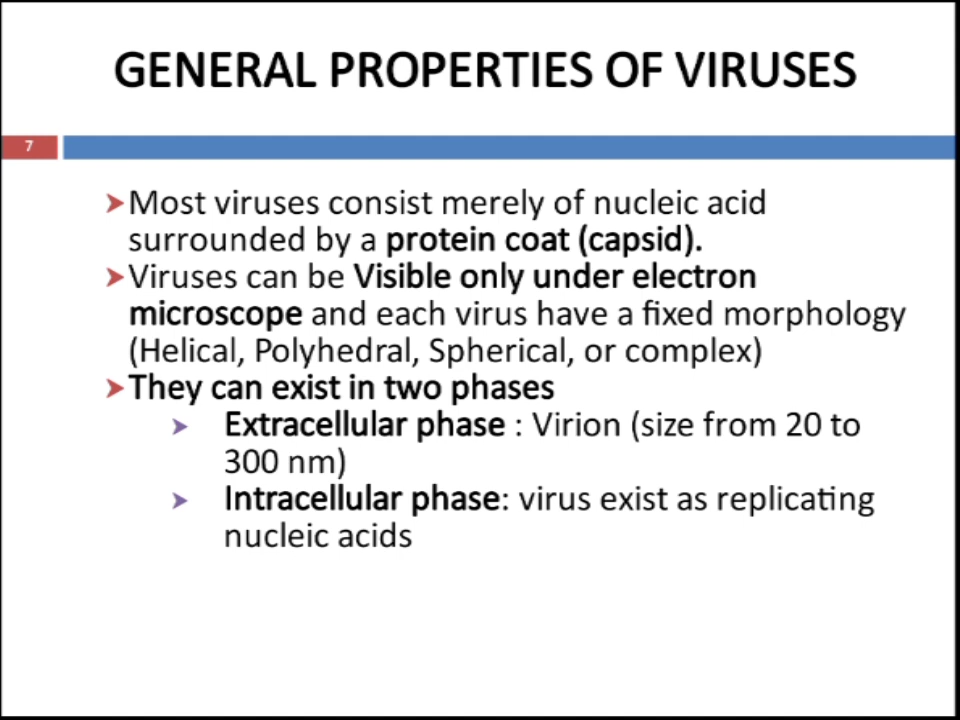 GENERAL PROPERTIES OF VIRUSES
7
➤Most viruses consist merely of nucleic acid
surrounded by a protein coat (capsid).
➤Viruses can be Visible only under electron
microscope and each virus have a fixed morphology
(Helical, Polyhedral, Spherical, or complex)
➤They can exist in two phases
➤ Extracellular phase : Virion (size from 20 to
300 nm)
➤ Intracellular phase: virus exist as replicating
nucleic acids